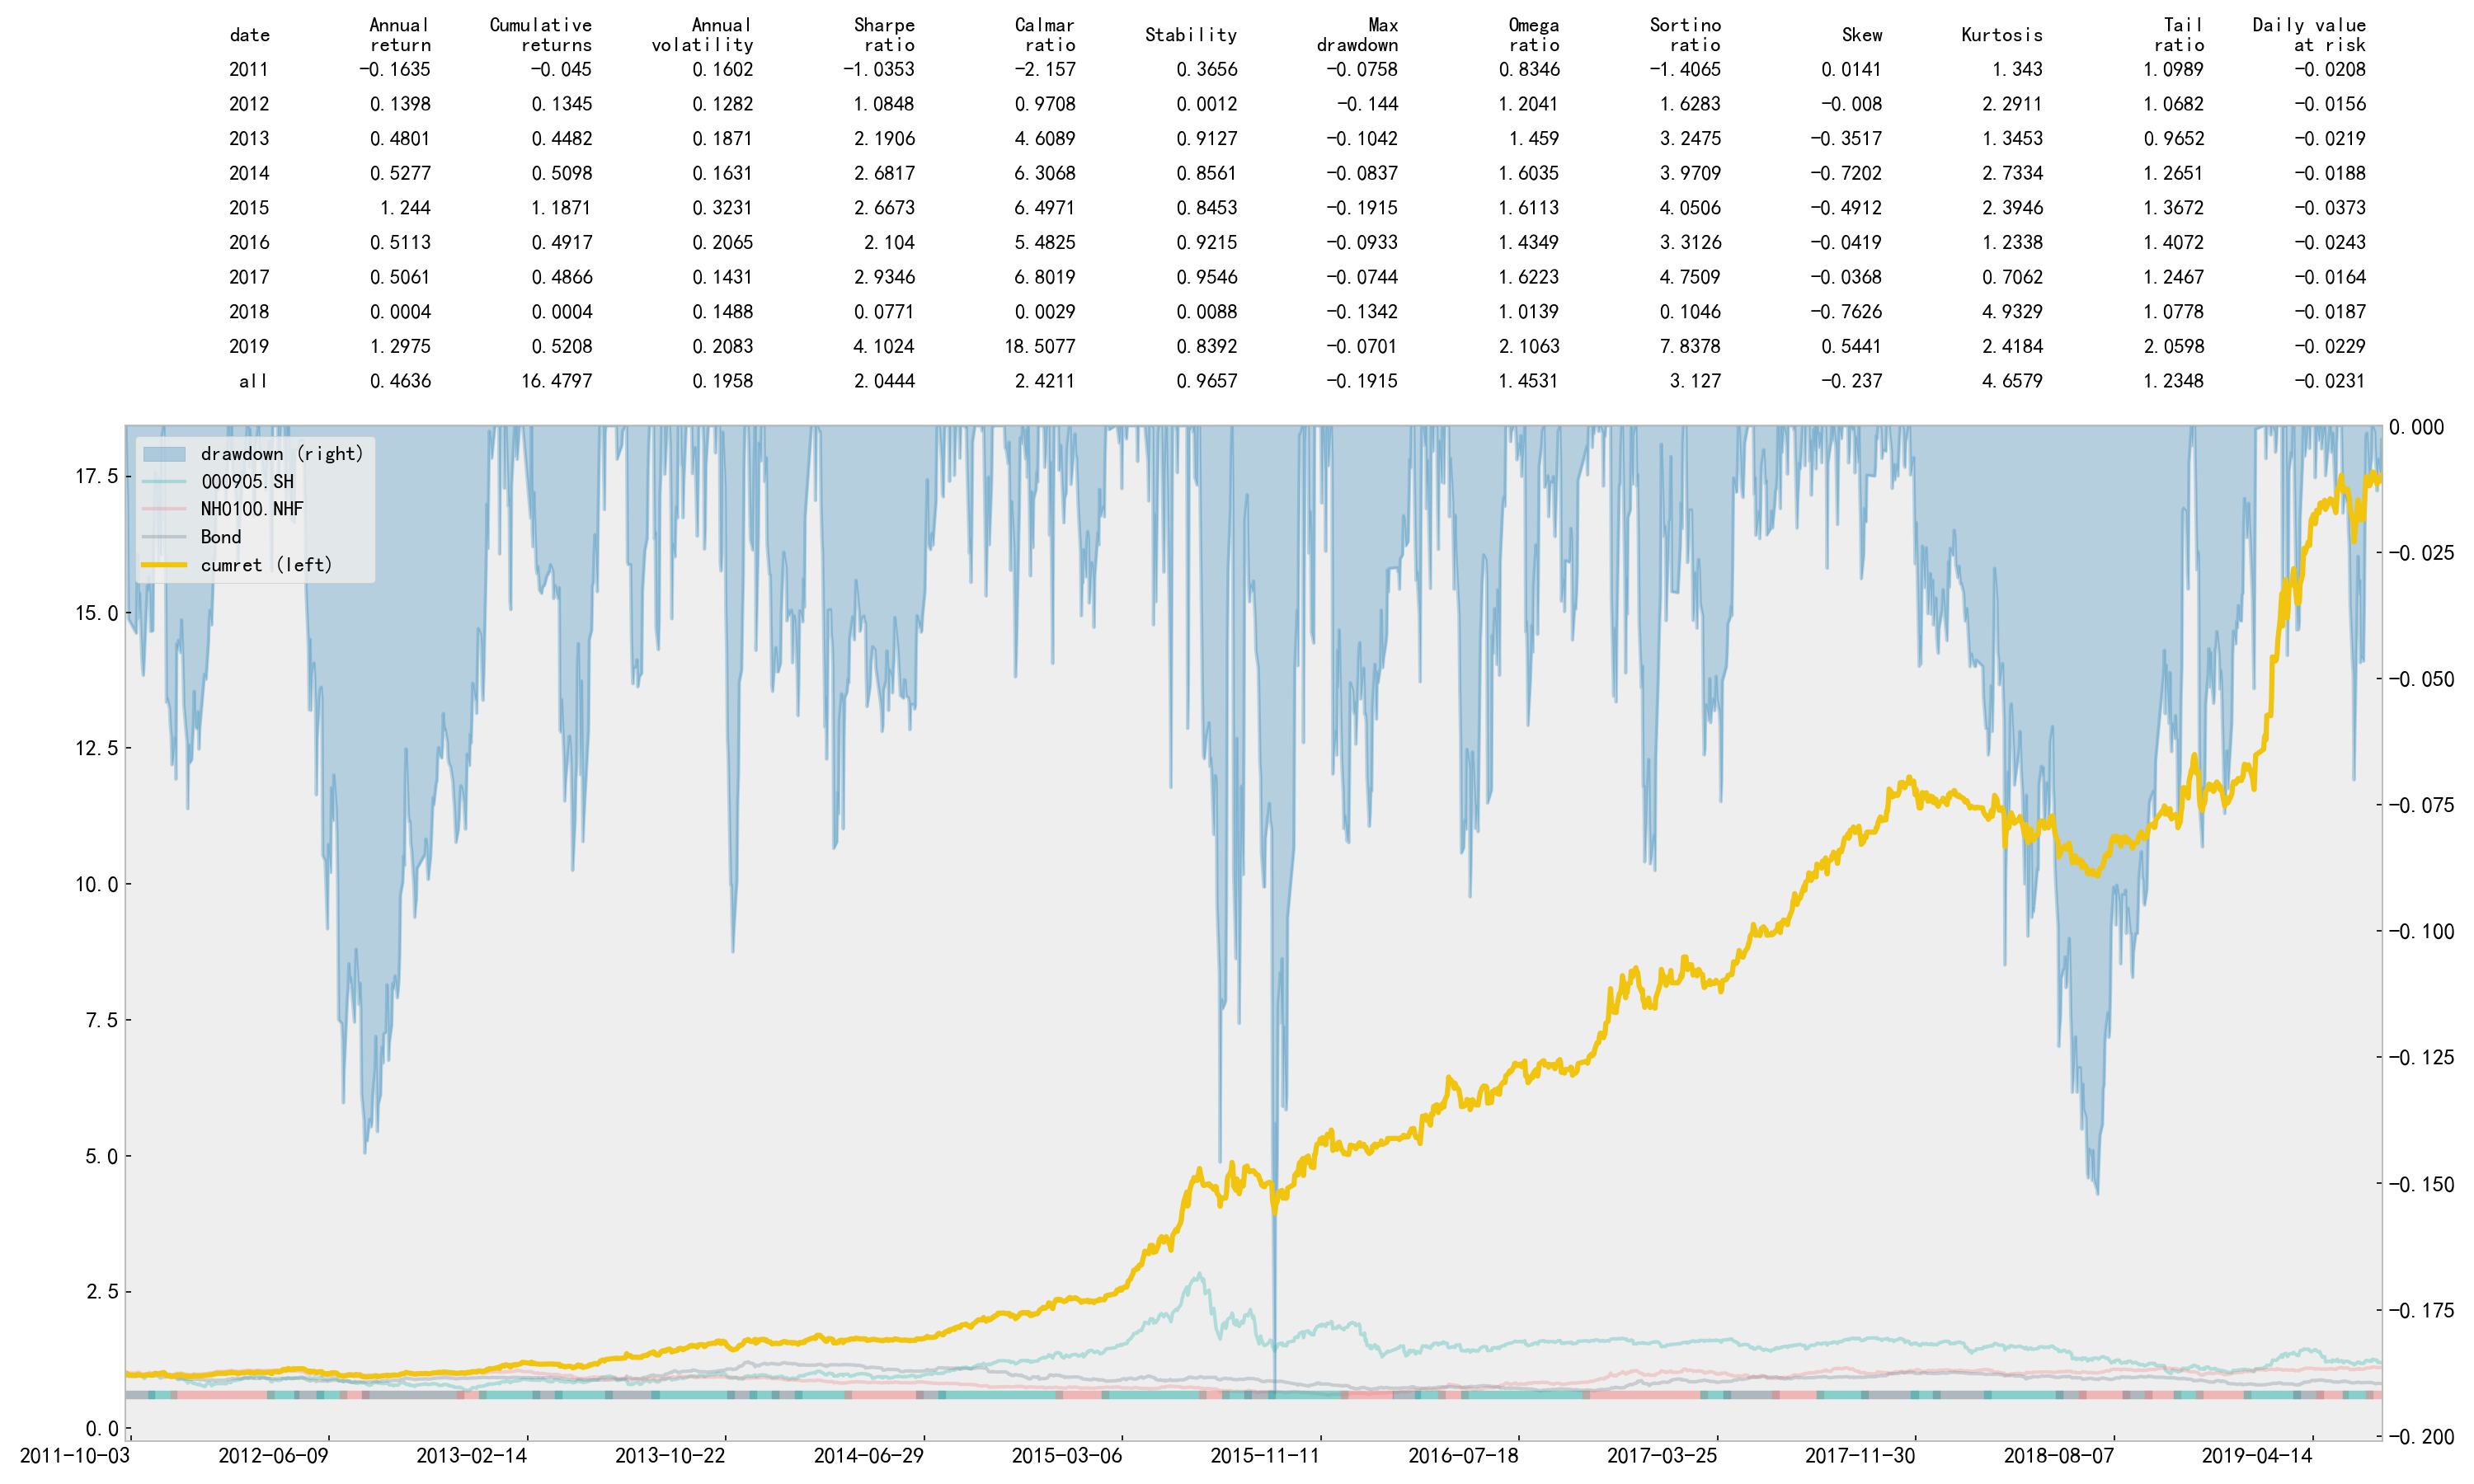 date Annual return Cumulative returns Annual volatility Sharpe ratio Calmar ratio Stability Max drawdown Omega ratio Sortino ratio Skew Kurtosis Tail ratio Daily value at risk
2011 -0.1635 -0.045 0.1602 -1.0353 -2.157 0.3656 -0.0758 0.8346 -1.4065 0.0141 1.343 1.0989 -0.0208
2012 0.1398 0.1345 0.1282 1.0848 0.9708 0.0012 -0.144 1.2041 1.6283 -0.008 2.2911 1.0682 -0.0156
2013 0.4801 0.4482 0.1871 2.1906 4.6089 0.9127 -0.1042 1.459 3.2475 -0.3517 1.3453 0.9652 -0.0219
2014 0.5277 0.5098 0.1631 2.6817 6.3068 0.8561 -0.0837 1.6035 3.9709 -0.7202 2.7334 1.2651 -0.0188
2015 1.244 1.1871 0.3231 2.6673 6.4971 0.8453 -0.1915 1.6113 4.0506 -0.4912 2.3946 1.3672 -0.0373
2016 0.5113 0.4917 0.2065 2.104 5.4825 0.9215 -0.0933 1.4349 3.3126 -0.0419 1.2338 1.4072 -0.0243
2017 0.5061 0.4866 0.1431 2.9346 6.8019 0.9546 -0.0744 1.6223 4.7509 -0.0368 0.7062 1.2467 -0.0164
2018 0.0004 0.0004 0.1488 0.0771 0.0029 0.0088 -0.1342 1.0139 0.1046 -0.7626 4.9329 1.0778 -0.0187
2019 1.2975 0.5208 0.2083 4.1024 18.5077 0.8392 -0.0701 2.1063 7.8378 0.5441 2.4184 2.0598 -0.0229
all 0.4636 16.4797 0.1958 2.0444 2.4211 0.9657 -0.1915 1.4531 3.127 -0.237 4.6579 1.2348 -0.0231
drawdown (right)
000905.SH
NH0100.NHF
Bond
cumret (left)
17.5
15.0
12.5
10.0
7.5
5.0
2.5
0.0
0.000
-0.025
-0.050
-0.075
-0.100
-0.125
-0.150
-0.175
-0.200
2011-10-03 2012-06-09 2013-02-14 2013-10-22 2014-06-29 2015-03-06 2015-11-11 2016-07-18 2017-03-25 2017-11-30 2018-08-07 2019-04-14